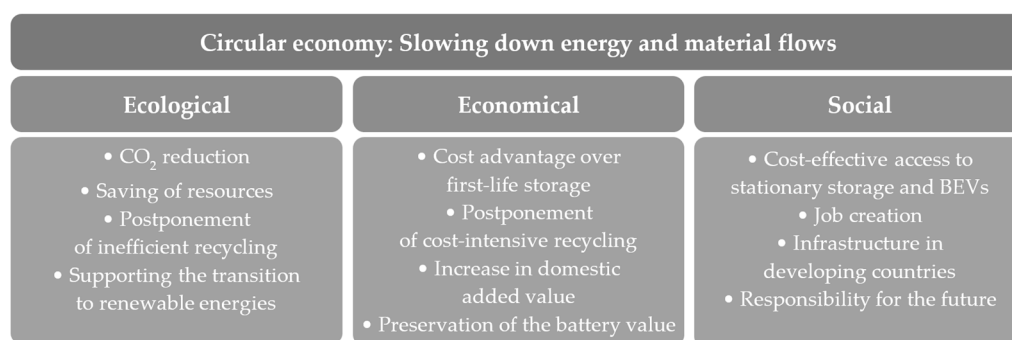 Circular economy: Slowing down energy and material flows
Ecological
• CO₂ reduction
• Saving of resources
• Postponement
of inefficient recycling
• Supporting the transition
to renewable energies
Economical
• Cost advantage over
first-life storage
• Postponement
of cost-intensive recycling
• Increase in domestic
added value
• Preservation of the battery value
Social
• Cost-effective access to
stationary storage and BEVs
• Job creation
• Infrastructure in
developing countries
• Responsibility for the future